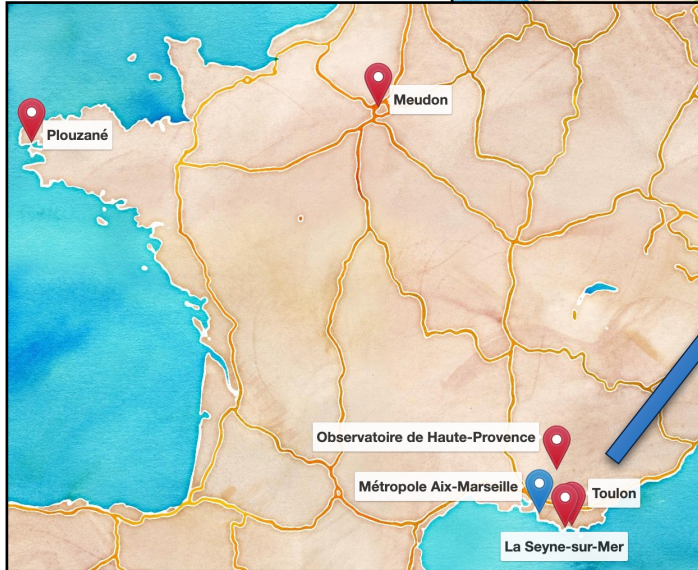 Meudon
Plouzané
Observatoire de Haute-Provence
Métropole Aix-Marseille
Toulon
La Seyne-sur-Mer